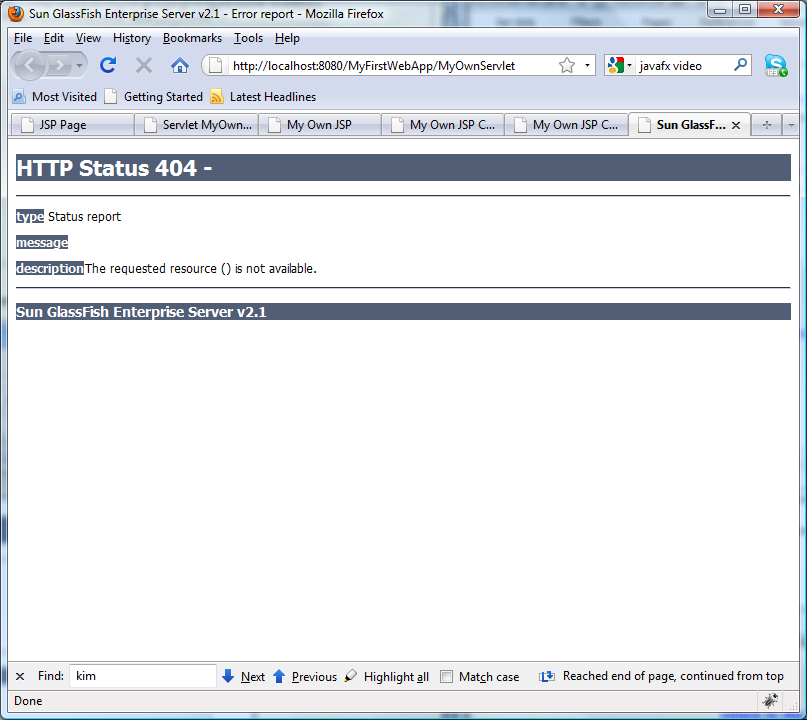 Sun GlassFish Enterprise Server v2.1 - Error report - Mozilla Firefox
File Edit View History Bookmarks Tools Help
http://localhost:8080/MyFirstWebApp/MyOwnServlet javafx video
Most Visited Getting Started Latest Headlines
JSP Page Servlet MyOwn... My Own JSP My Own JSP C... My Own JSP C... Sun GlassF...
HTTP Status 404 -
type Status report
message
descriptionThe requested resource () is not available.
Sun GlassFish Enterprise Server v2.1
Find: kim Next Previous Highlight all Match case Reached end of page, continued from top
Done